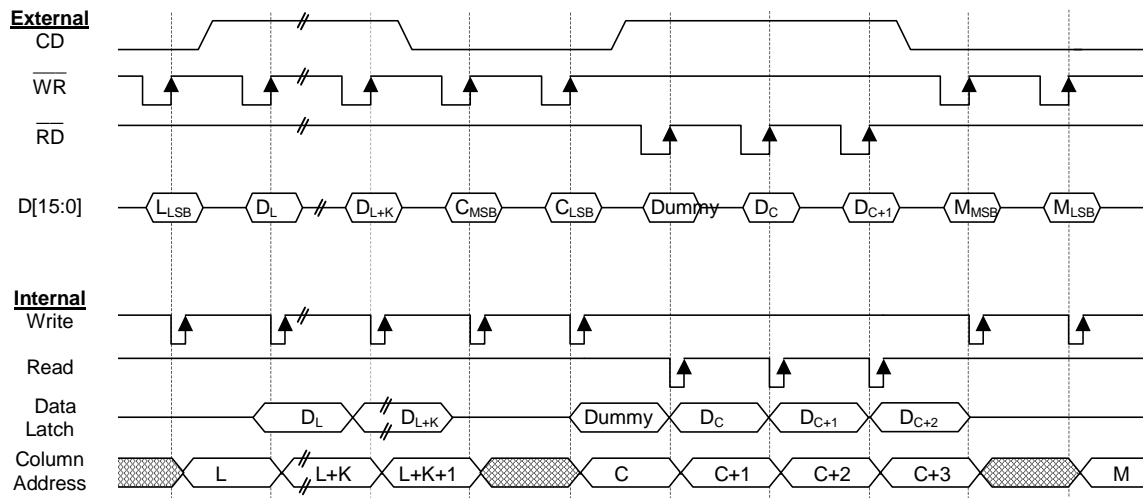 External
CD
WR
RD
D[15:0] LLSB DL DL+K CMSB CLSB Dummy DC DC+1 MMSB MLSB
Internal
Write
Read
Data
Latch
DL DL+K Dummy DC DC+1 DC+2
Column
Address
L L+K L+K+1 C C+1 C+2 C+3 M